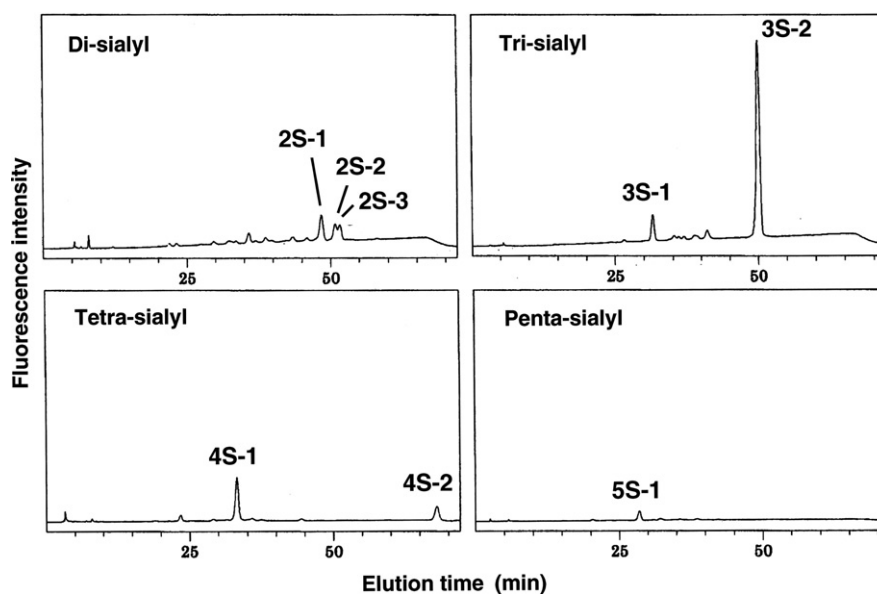 Di-sialyl
2S-1
2S-2
2S-3
25
50
Tri-sialyl
3S-2
3S-1
25
50
Tetra-sialyl
4S-1
4S-2
25
50
Penta-sialyl
5S-1
25
50
Fluorescence intensity
Elution time (min)